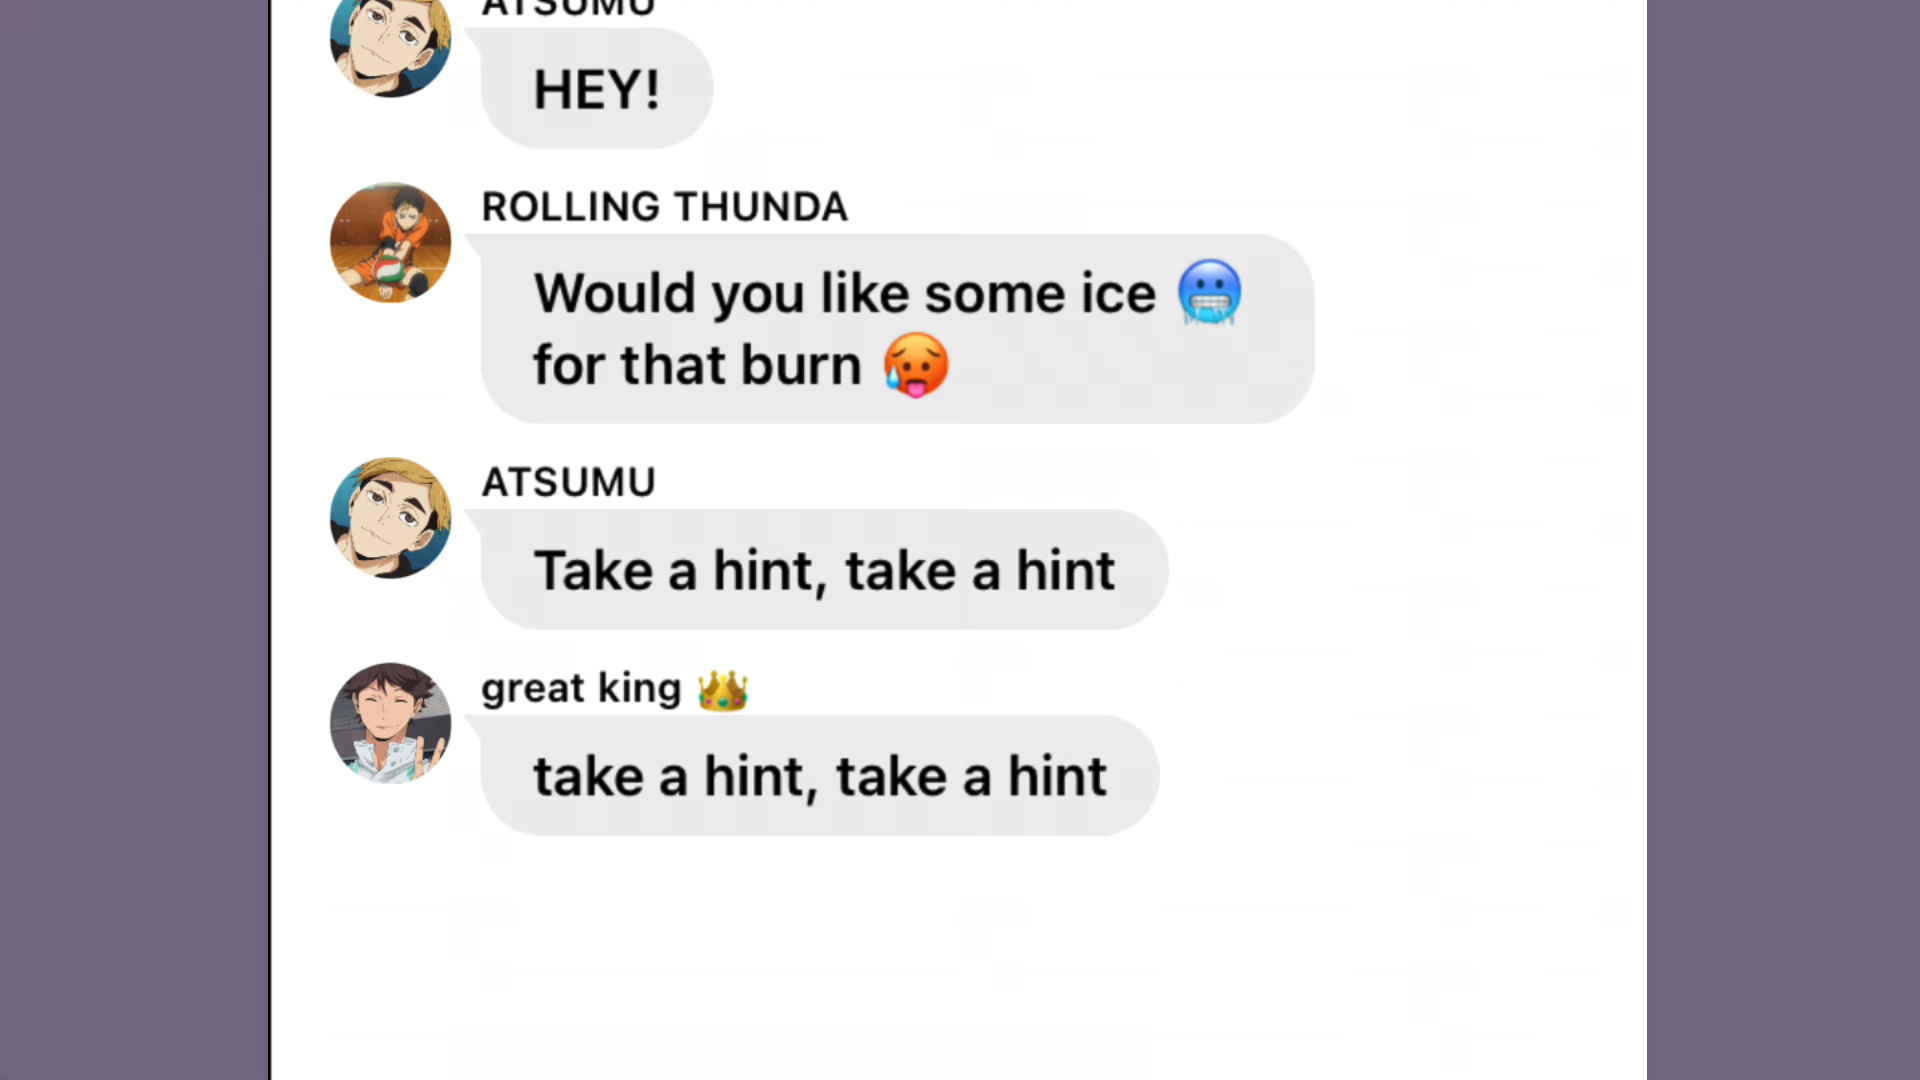 ATSUMU
HEY!
ROLLING THUNDA
Would you like some ice 🥶
for that burn 🥵
ATSUMU
Take a hint, take a hint
great king 👑
take a hint, take a hint